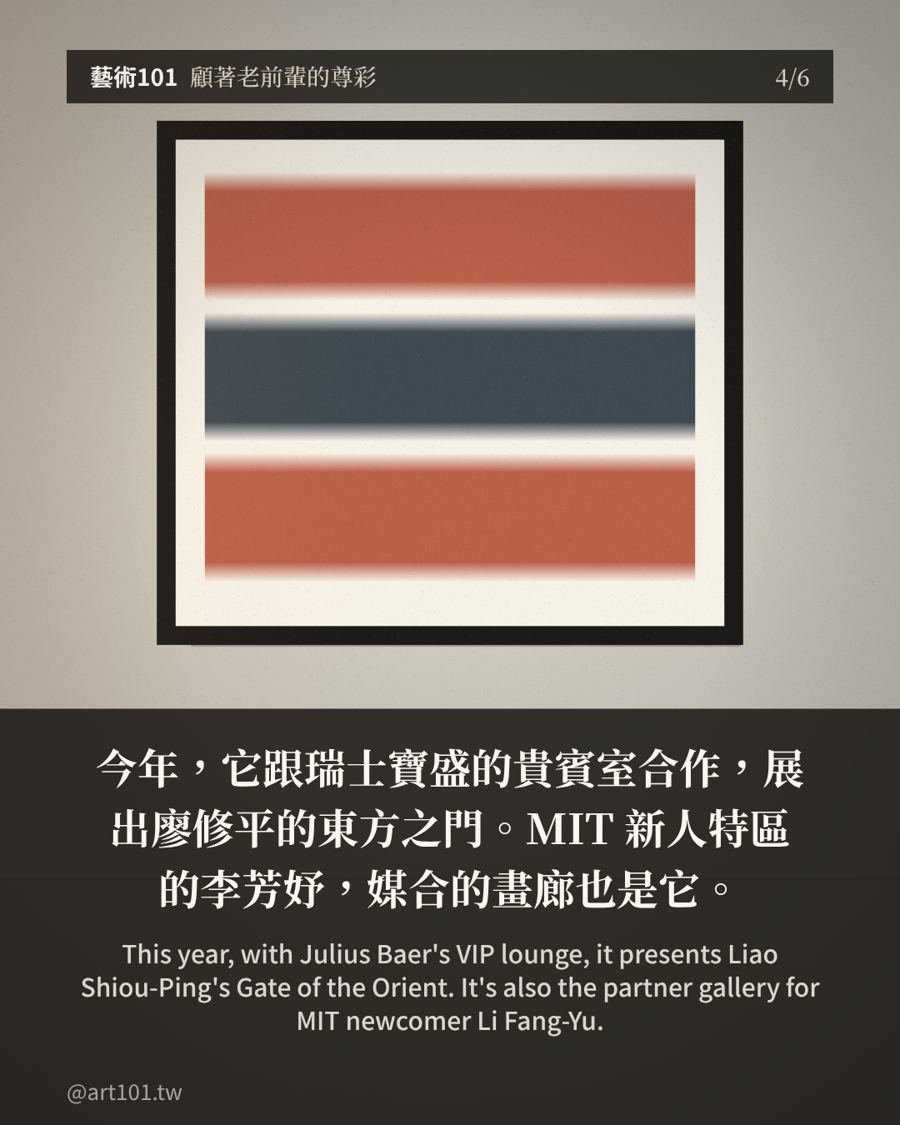 藝術101 顧著老前輩的尊彩
4/6
今年，它跟瑞士寶盛的貴賓室合作，展
出廖修平的東方之門。MIT 新人特區
的李芳妤，媒合的畫廊也是它。
This year, with Julius Baer's VIP lounge, it presents Liao
Shiou-Ping's Gate of the Orient. It's also the partner gallery for
MIT newcomer Li Fang-Yu.
@art101.tw